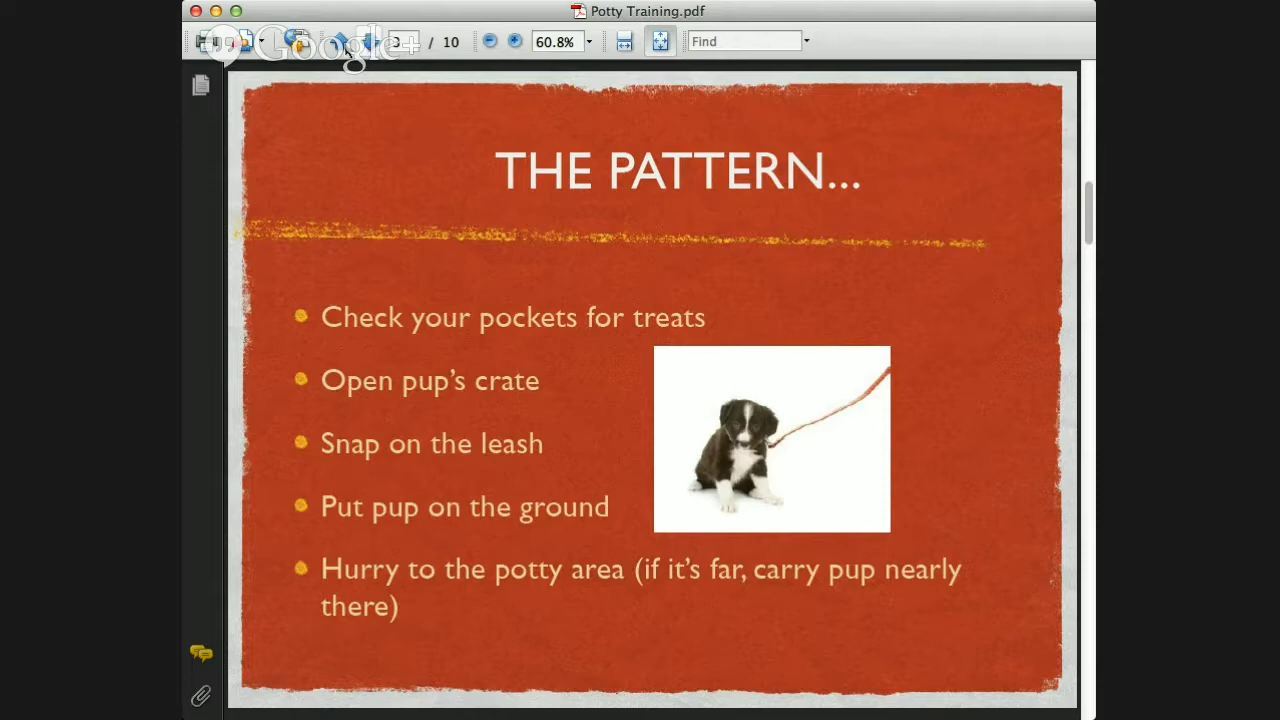 Potty Training.pdf
Google+
3 / 10
60.8%
Find
THE PATTERN...
Check your pockets for treats
Open pup's crate
Snap on the leash
Put pup on the ground
Hurry to the potty area (if it's far, carry pup nearly
there)